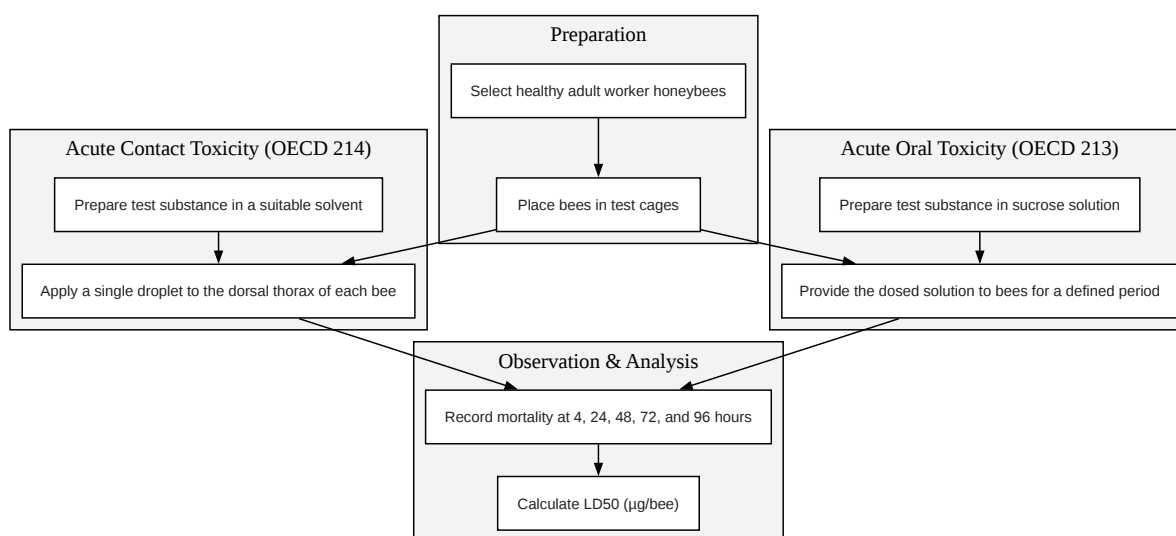 Preparation
Select healthy adult worker honeybees
Place bees in test cages
Acute Contact Toxicity (OECD 214)
Prepare test substance in a suitable solvent
Apply a single droplet to the dorsal thorax of each bee
Acute Oral Toxicity (OECD 213)
Prepare test substance in sucrose solution
Provide the dosed solution to bees for a defined period
Observation & Analysis
Record mortality at 4, 24, 48, 72, and 96 hours
Calculate LD50 (µg/bee)